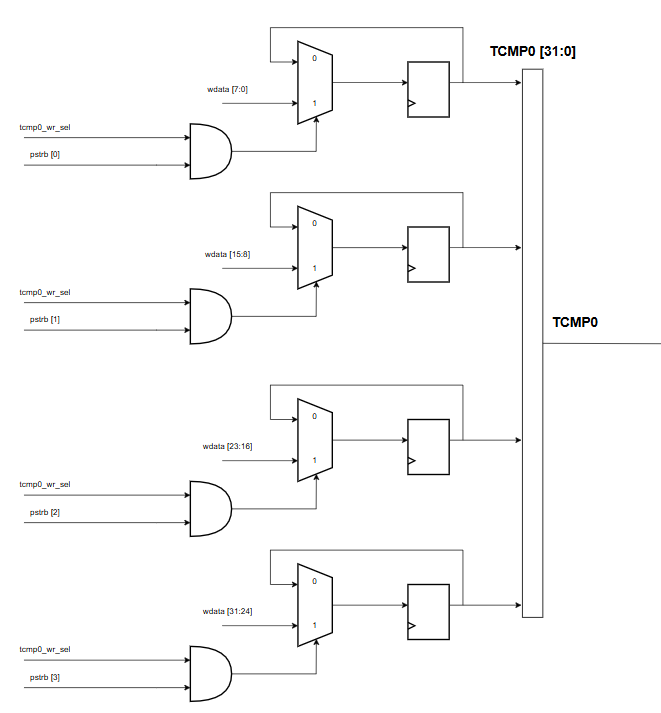 TCMP0 [31:0]
0
wdata [7:0]
1
tcmp0_wr_sel
pstrb [0]
0
wdata [15:8]
1
tcmp0_wr_sel
pstrb [1]
TCMP0
0
wdata [23:16]
1
tcmp0_wr_sel
pstrb [2]
0
wdata [31:24]
1
tcmp0_wr_sel
pstrb [3]